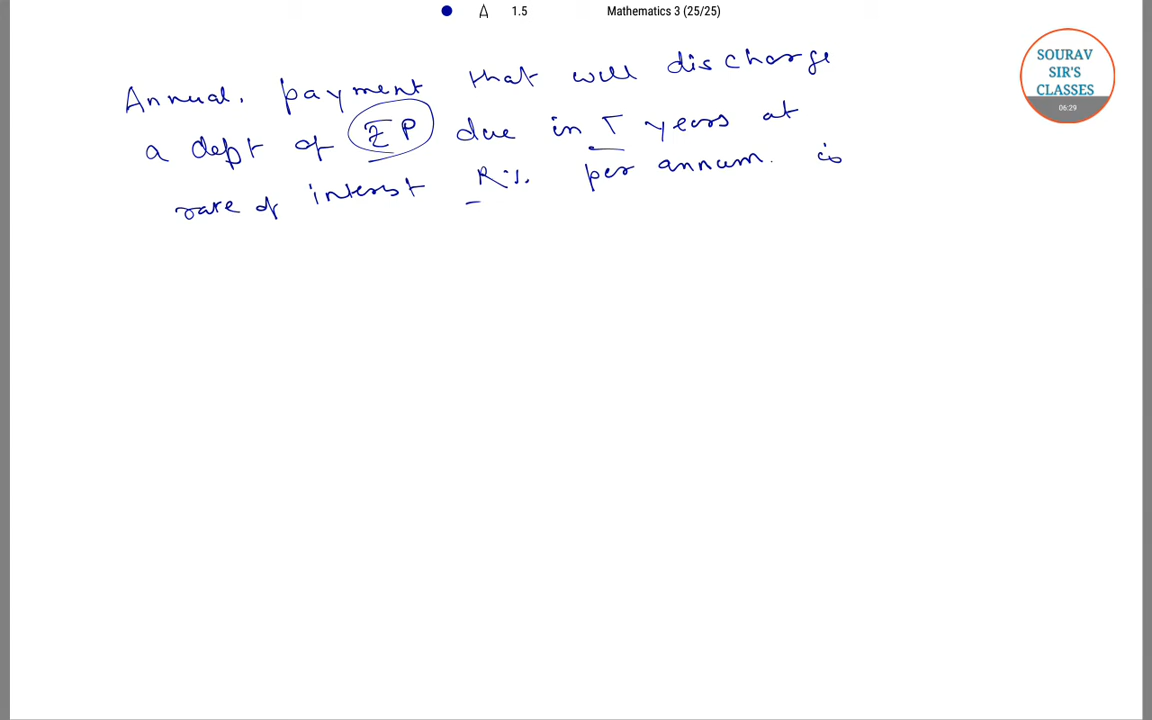 A 1.5 Mathematics 3 (25/25)
SOURAV
SIR'S
CLASSES
06:29
Annual. payment that will discharge
a dept of ₹ P due in T years at
rate of interest R%. per annum. is